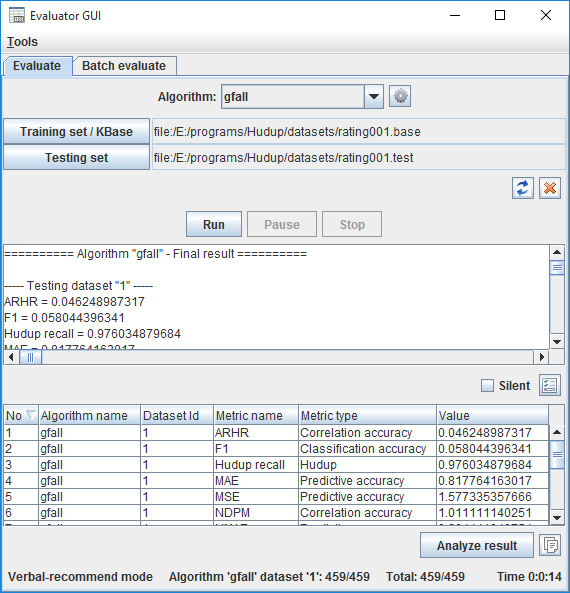 Evaluator GUI
Tools
Evaluate Batch evaluate
Algorithm: gfall
Training set / KBase file:/E:/programs/Hudup/datasets/rating001.base
Testing set file:/E:/programs/Hudup/datasets/rating001.test
Run Pause Stop
========== Algorithm "gfall" - Final result ==========
----- Testing dataset "1" -----
ARHR = 0.046248987317
F1 = 0.058044396341
Hudup recall = 0.976034879684
MAE = 0.817764163017
Silent
No Algorithm name Dataset Id Metric name Metric type Value
1 gfall 1 ARHR Correlation accuracy 0.046248987317
2 gfall 1 F1 Classification accuracy 0.058044396341
3 gfall 1 Hudup recall Hudup 0.976034879684
4 gfall 1 MAE Predictive accuracy 0.817764163017
5 gfall 1 MSE Predictive accuracy 1.577335357666
6 gfall 1 NDPM Correlation accuracy 1.011111140251
Analyze result
Verbal-recommend mode Algorithm 'gfall' dataset '1': 459/459 Total: 459/459 Time 0:0:14